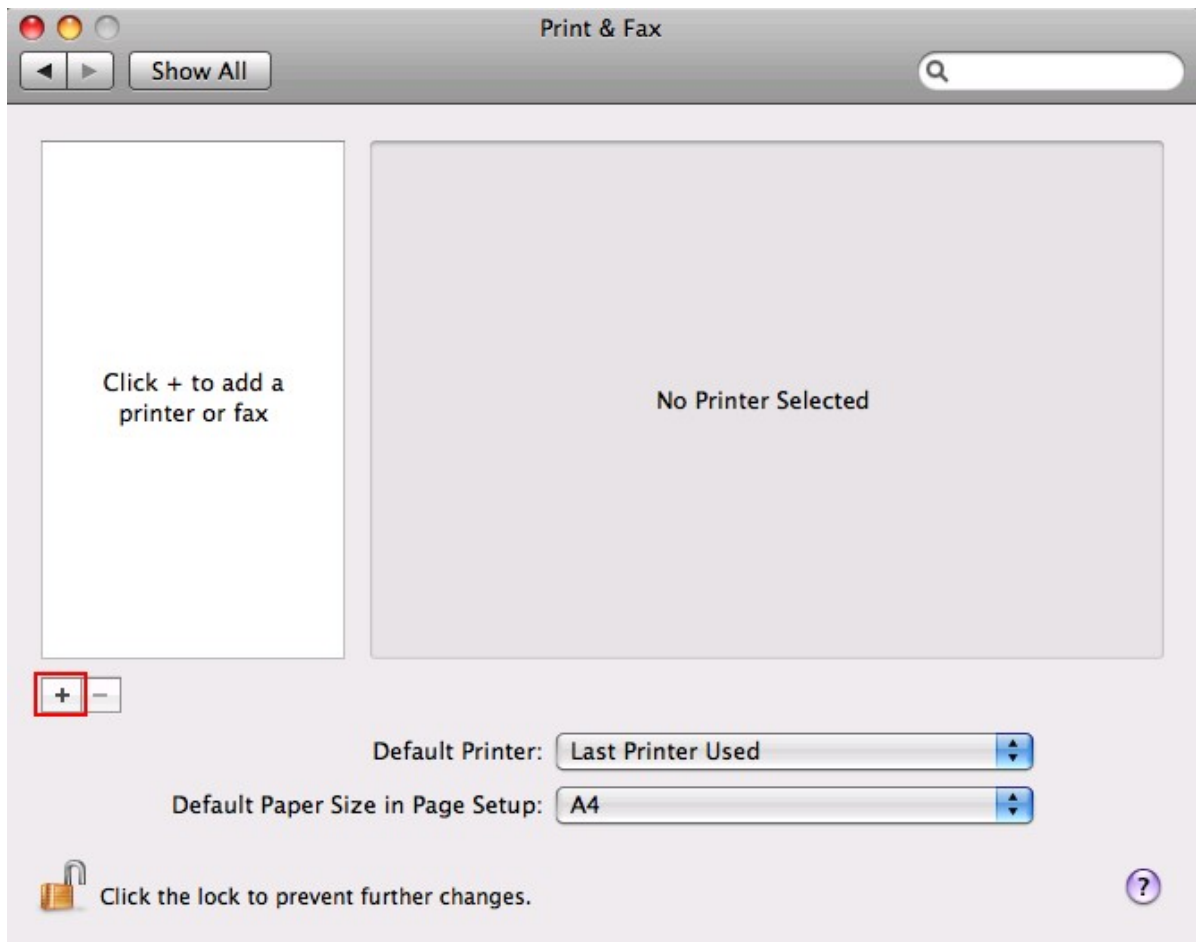 Print & Fax
Show All
Click + to add a
printer or fax
No Printer Selected
+ −
Default Printer: Last Printer Used
Default Paper Size in Page Setup: A4
Click the lock to prevent further changes.
?